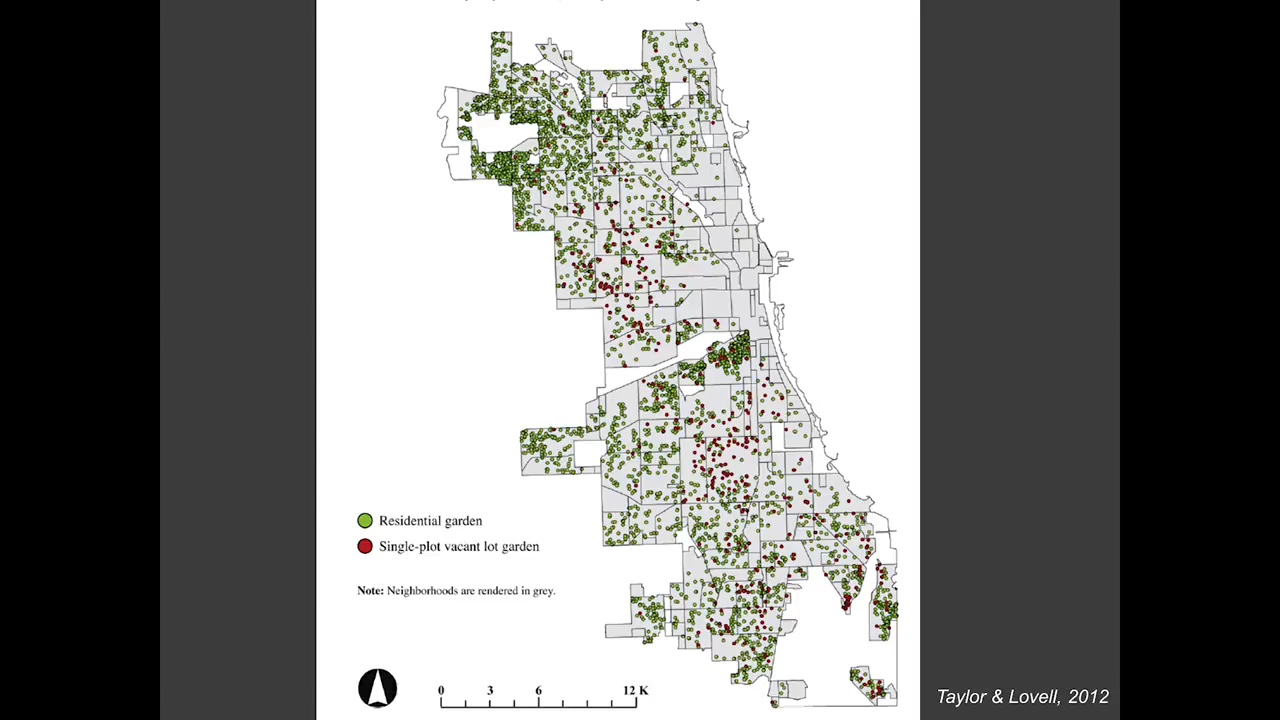 Residential garden
Single-plot vacant lot garden
Note: Neighborhoods are rendered in grey.
0 3 6 12 K
Taylor & Lovell, 2012